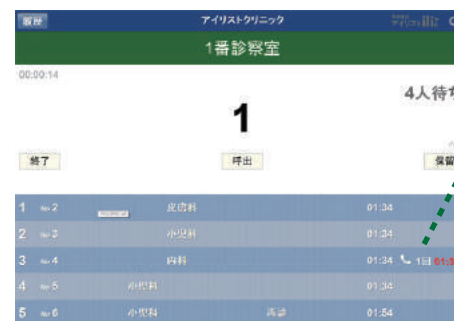 履歴 アイリストクリニック
1番診察室
00:00:14
4人待ち
1
終了 呼出 保留
1 No.2 皮膚科 01:34
2 No.3 小児科 01:34
3 No.4 内科 01:34 1回
4 No.5 小児科 01:34
5 No.6 小児科 再診 01:54